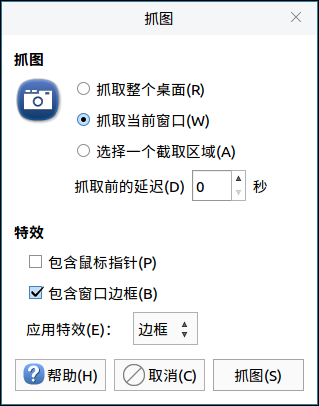 抓图
抓图
抓取整个桌面(R)
抓取当前窗口(W)
选择一个截取区域(A)
抓取前的延迟(D) 0 秒
特效
包含鼠标指针(P)
包含窗口边框(B)
应用特效(E)： 边框
帮助(H) 取消(C) 抓图(S)